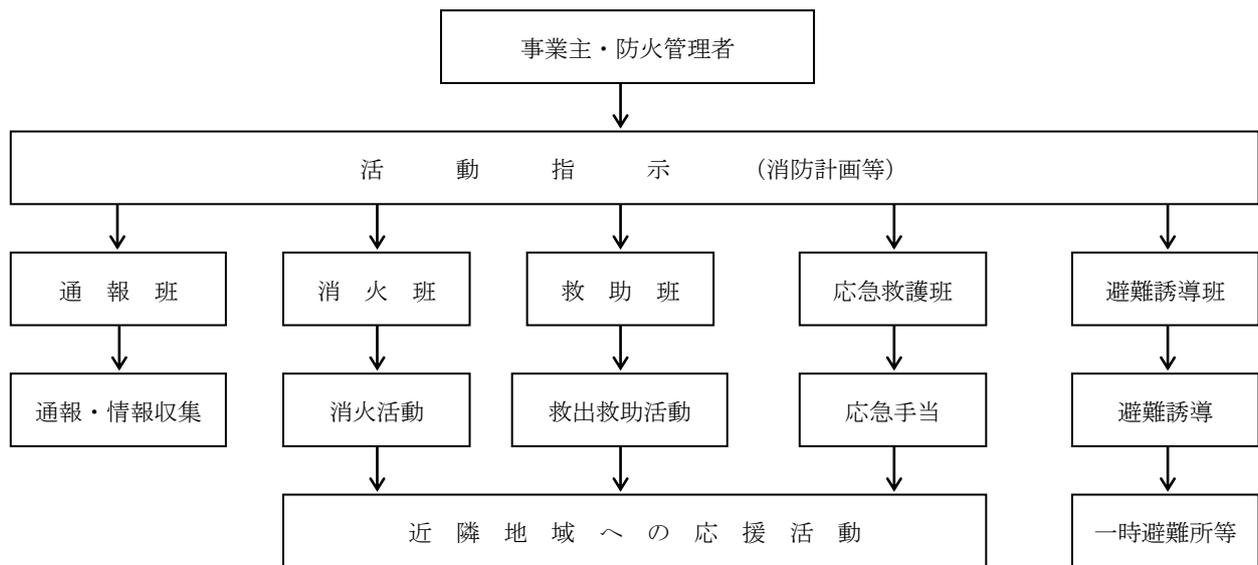 事業主・防火管理者
活動指示(消防計画等)
通報班
消火班
救助班
応急救護班
避難誘導班
通報・情報収集
消火活動
救出救助活動
応急手当
避難誘導
近隣地域への応援活動
一時避難所等